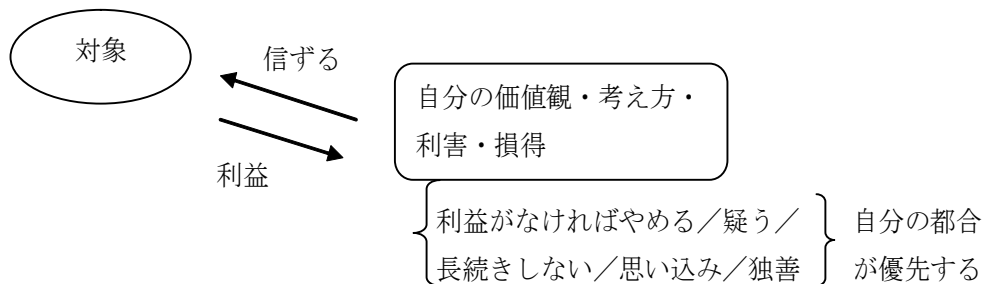 対象
信ずる
自分の価値観・考え方・
利害・損得
利益
利益がなければやめる／疑う／
長続きしない／思い込み／独善
自分の都合
が優先する